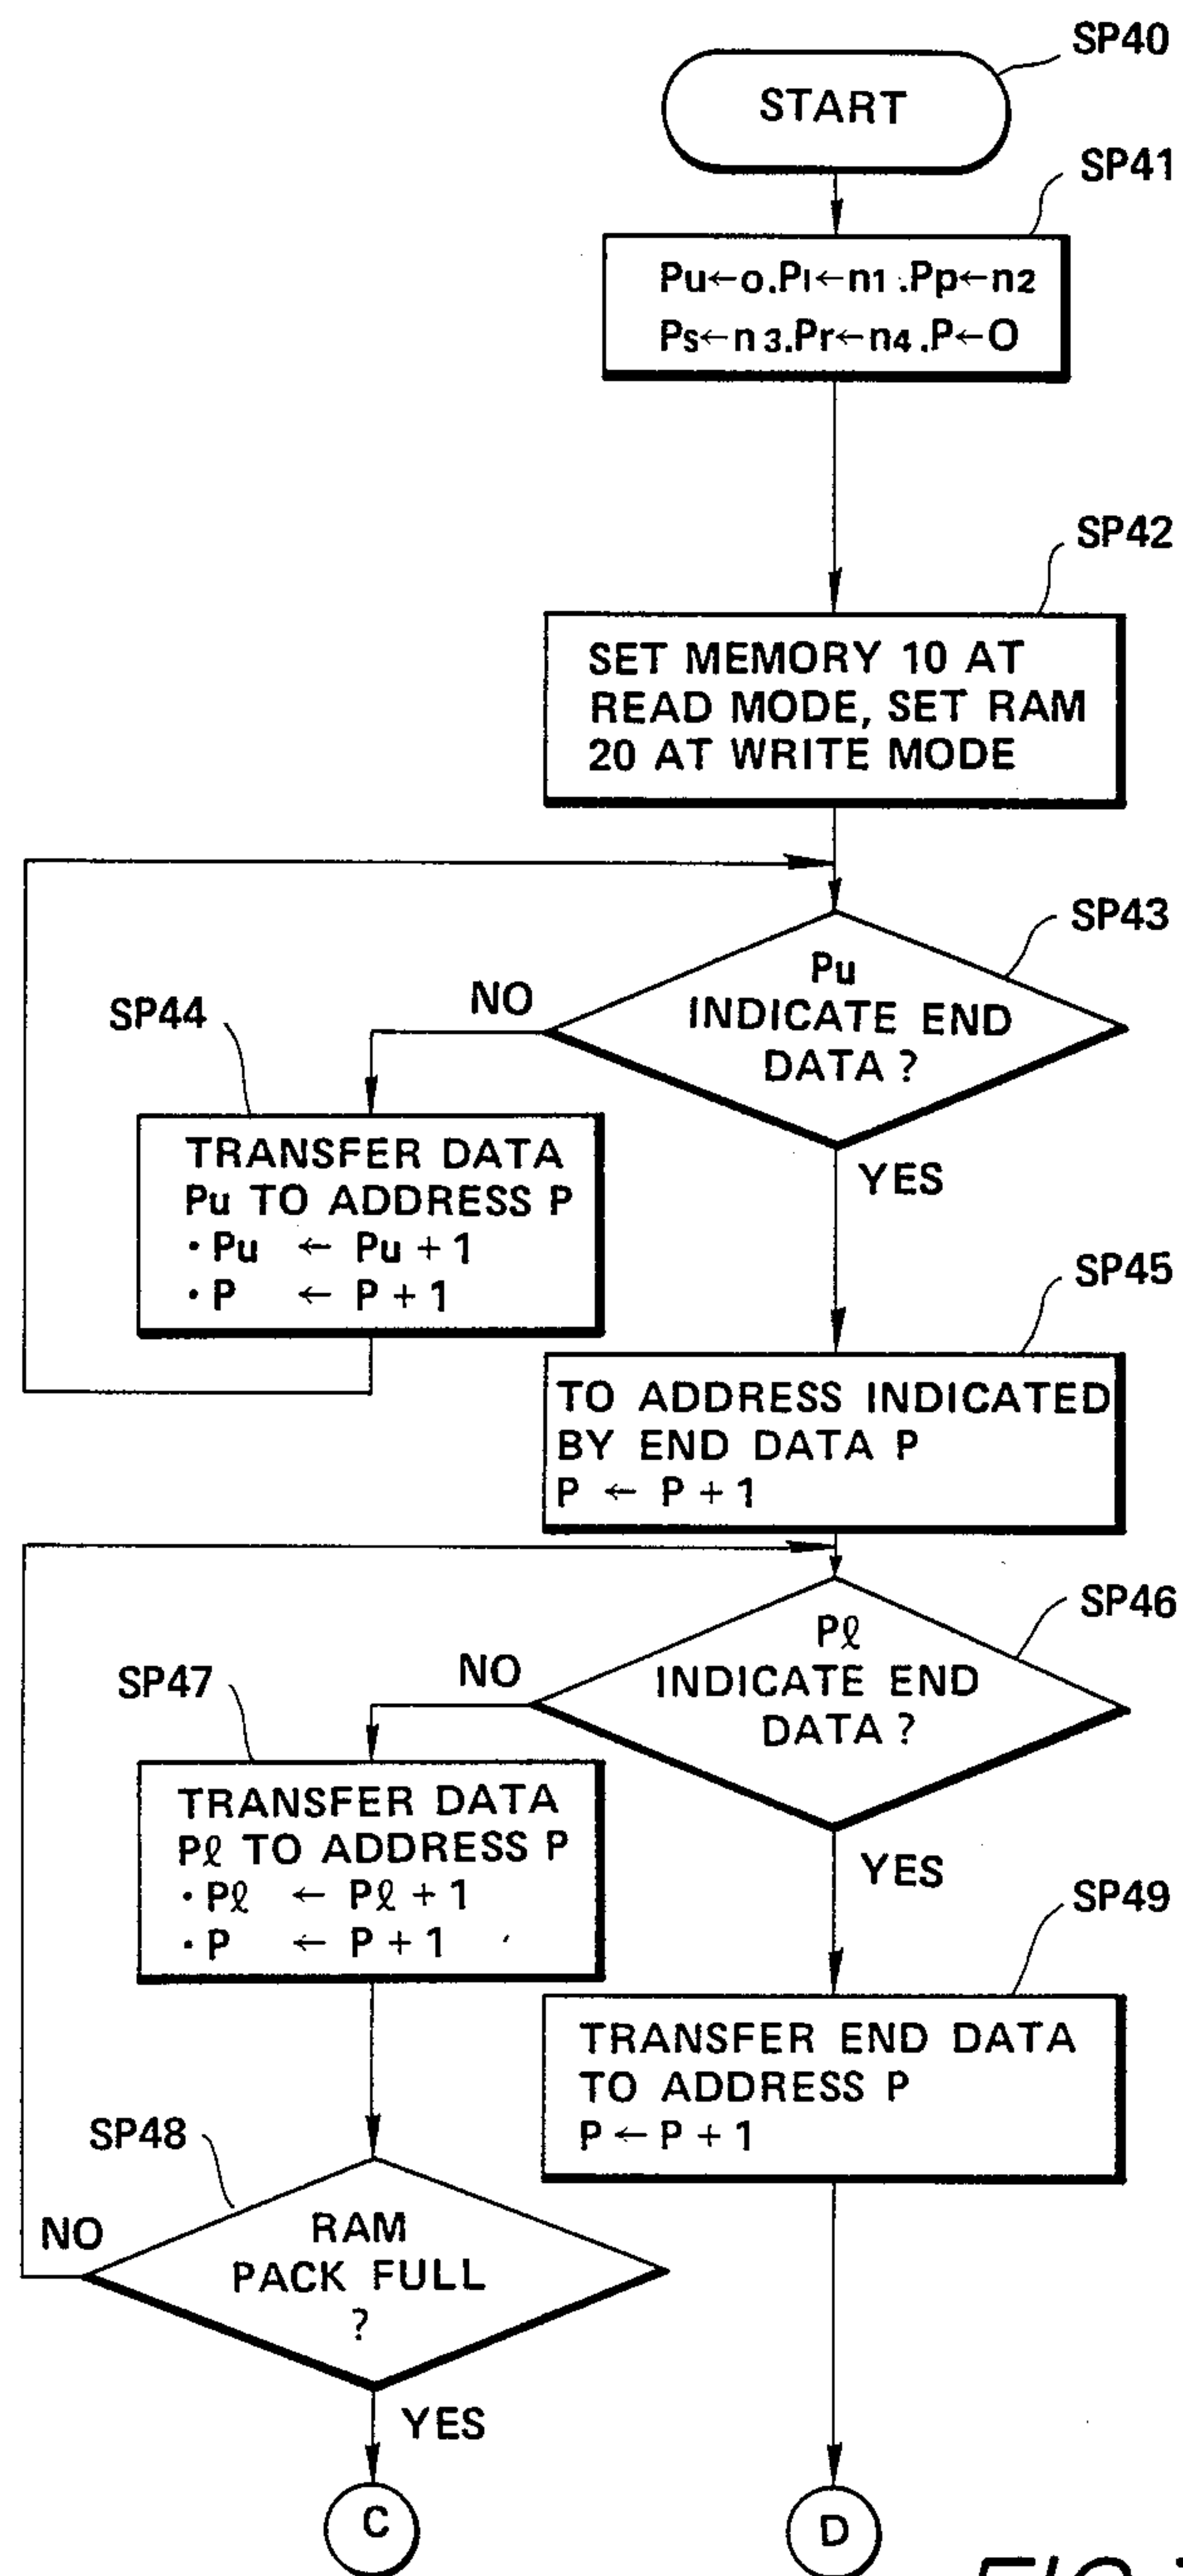 SP40
START
SP41
Pu←o.Pl←n1.Pp←n2
Ps←n3.Pr←n4.P←O
SP42
SET MEMORY 10 AT
READ MODE, SET RAM
20 AT WRITE MODE
SP43
Pu
INDICATE END
DATA ?
NO
SP44
TRANSFER DATA
Pu TO ADDRESS P
・Pu ← Pu + 1
・P ← P + 1
YES
SP45
TO ADDRESS INDICATED
BY END DATA P
P ← P + 1
SP46
Pℓ
INDICATE END
DATA ?
NO
SP47
TRANSFER DATA
Pℓ TO ADDRESS P
・Pℓ ← Pℓ + 1
・P ← P + 1
YES
SP49
TRANSFER END DATA
TO ADDRESS P
P ← P + 1
SP48
RAM
PACK FULL
?
NO
YES
C
D